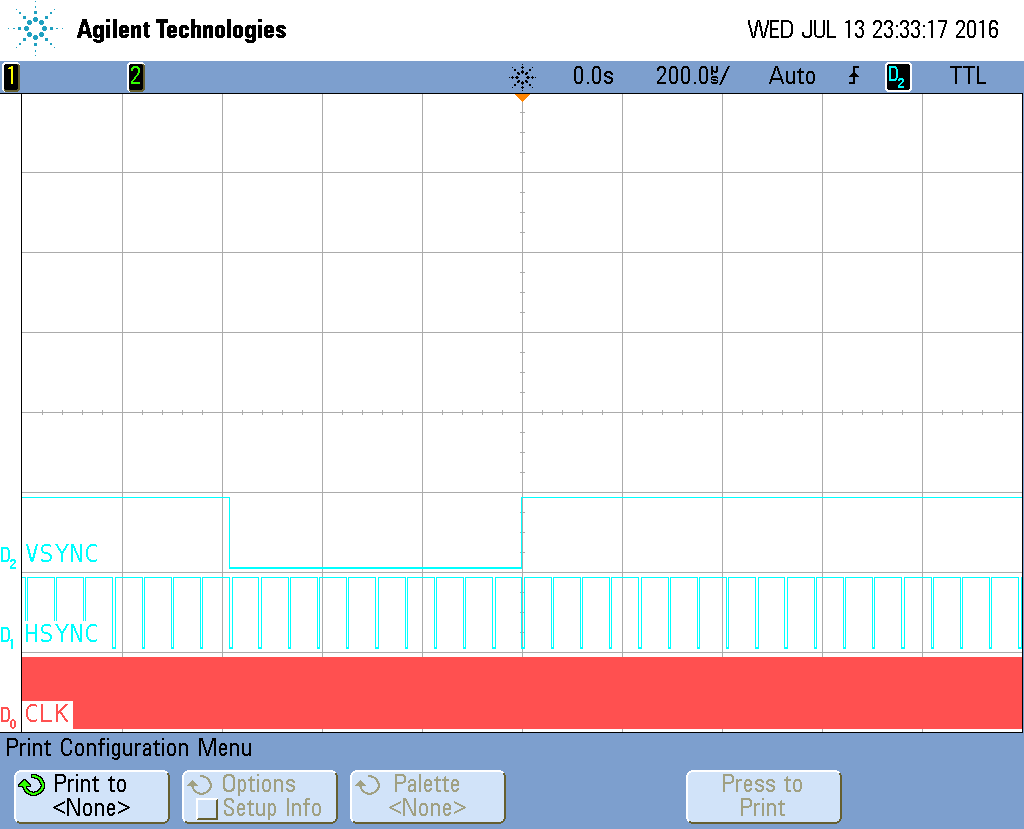 Agilent Technologies WED JUL 13 23:33:17 2016
1 2 0.0s 200.0µs/ Auto D2 TTL
D2 VSYNC
D1 HSYNC
D0 CLK
Print Configuration Menu
Print to
<None>
Options
Setup Info
Palette
<None>
Press to
Print